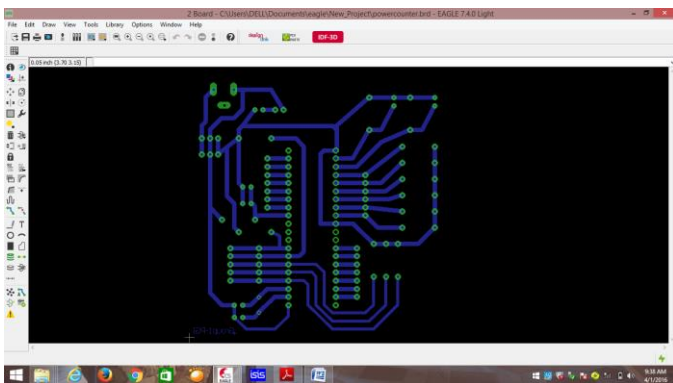 2 Board - C:\Users\DELL\Documents\eagle\New_Project\powercounter.brd - EAGLE 7.4.0 Light
File Edit Draw View Tools Library Options Window Help
IDF-3D
0.05 inch (3.70 3.15)
isis
9:38 AM
4/1/2016